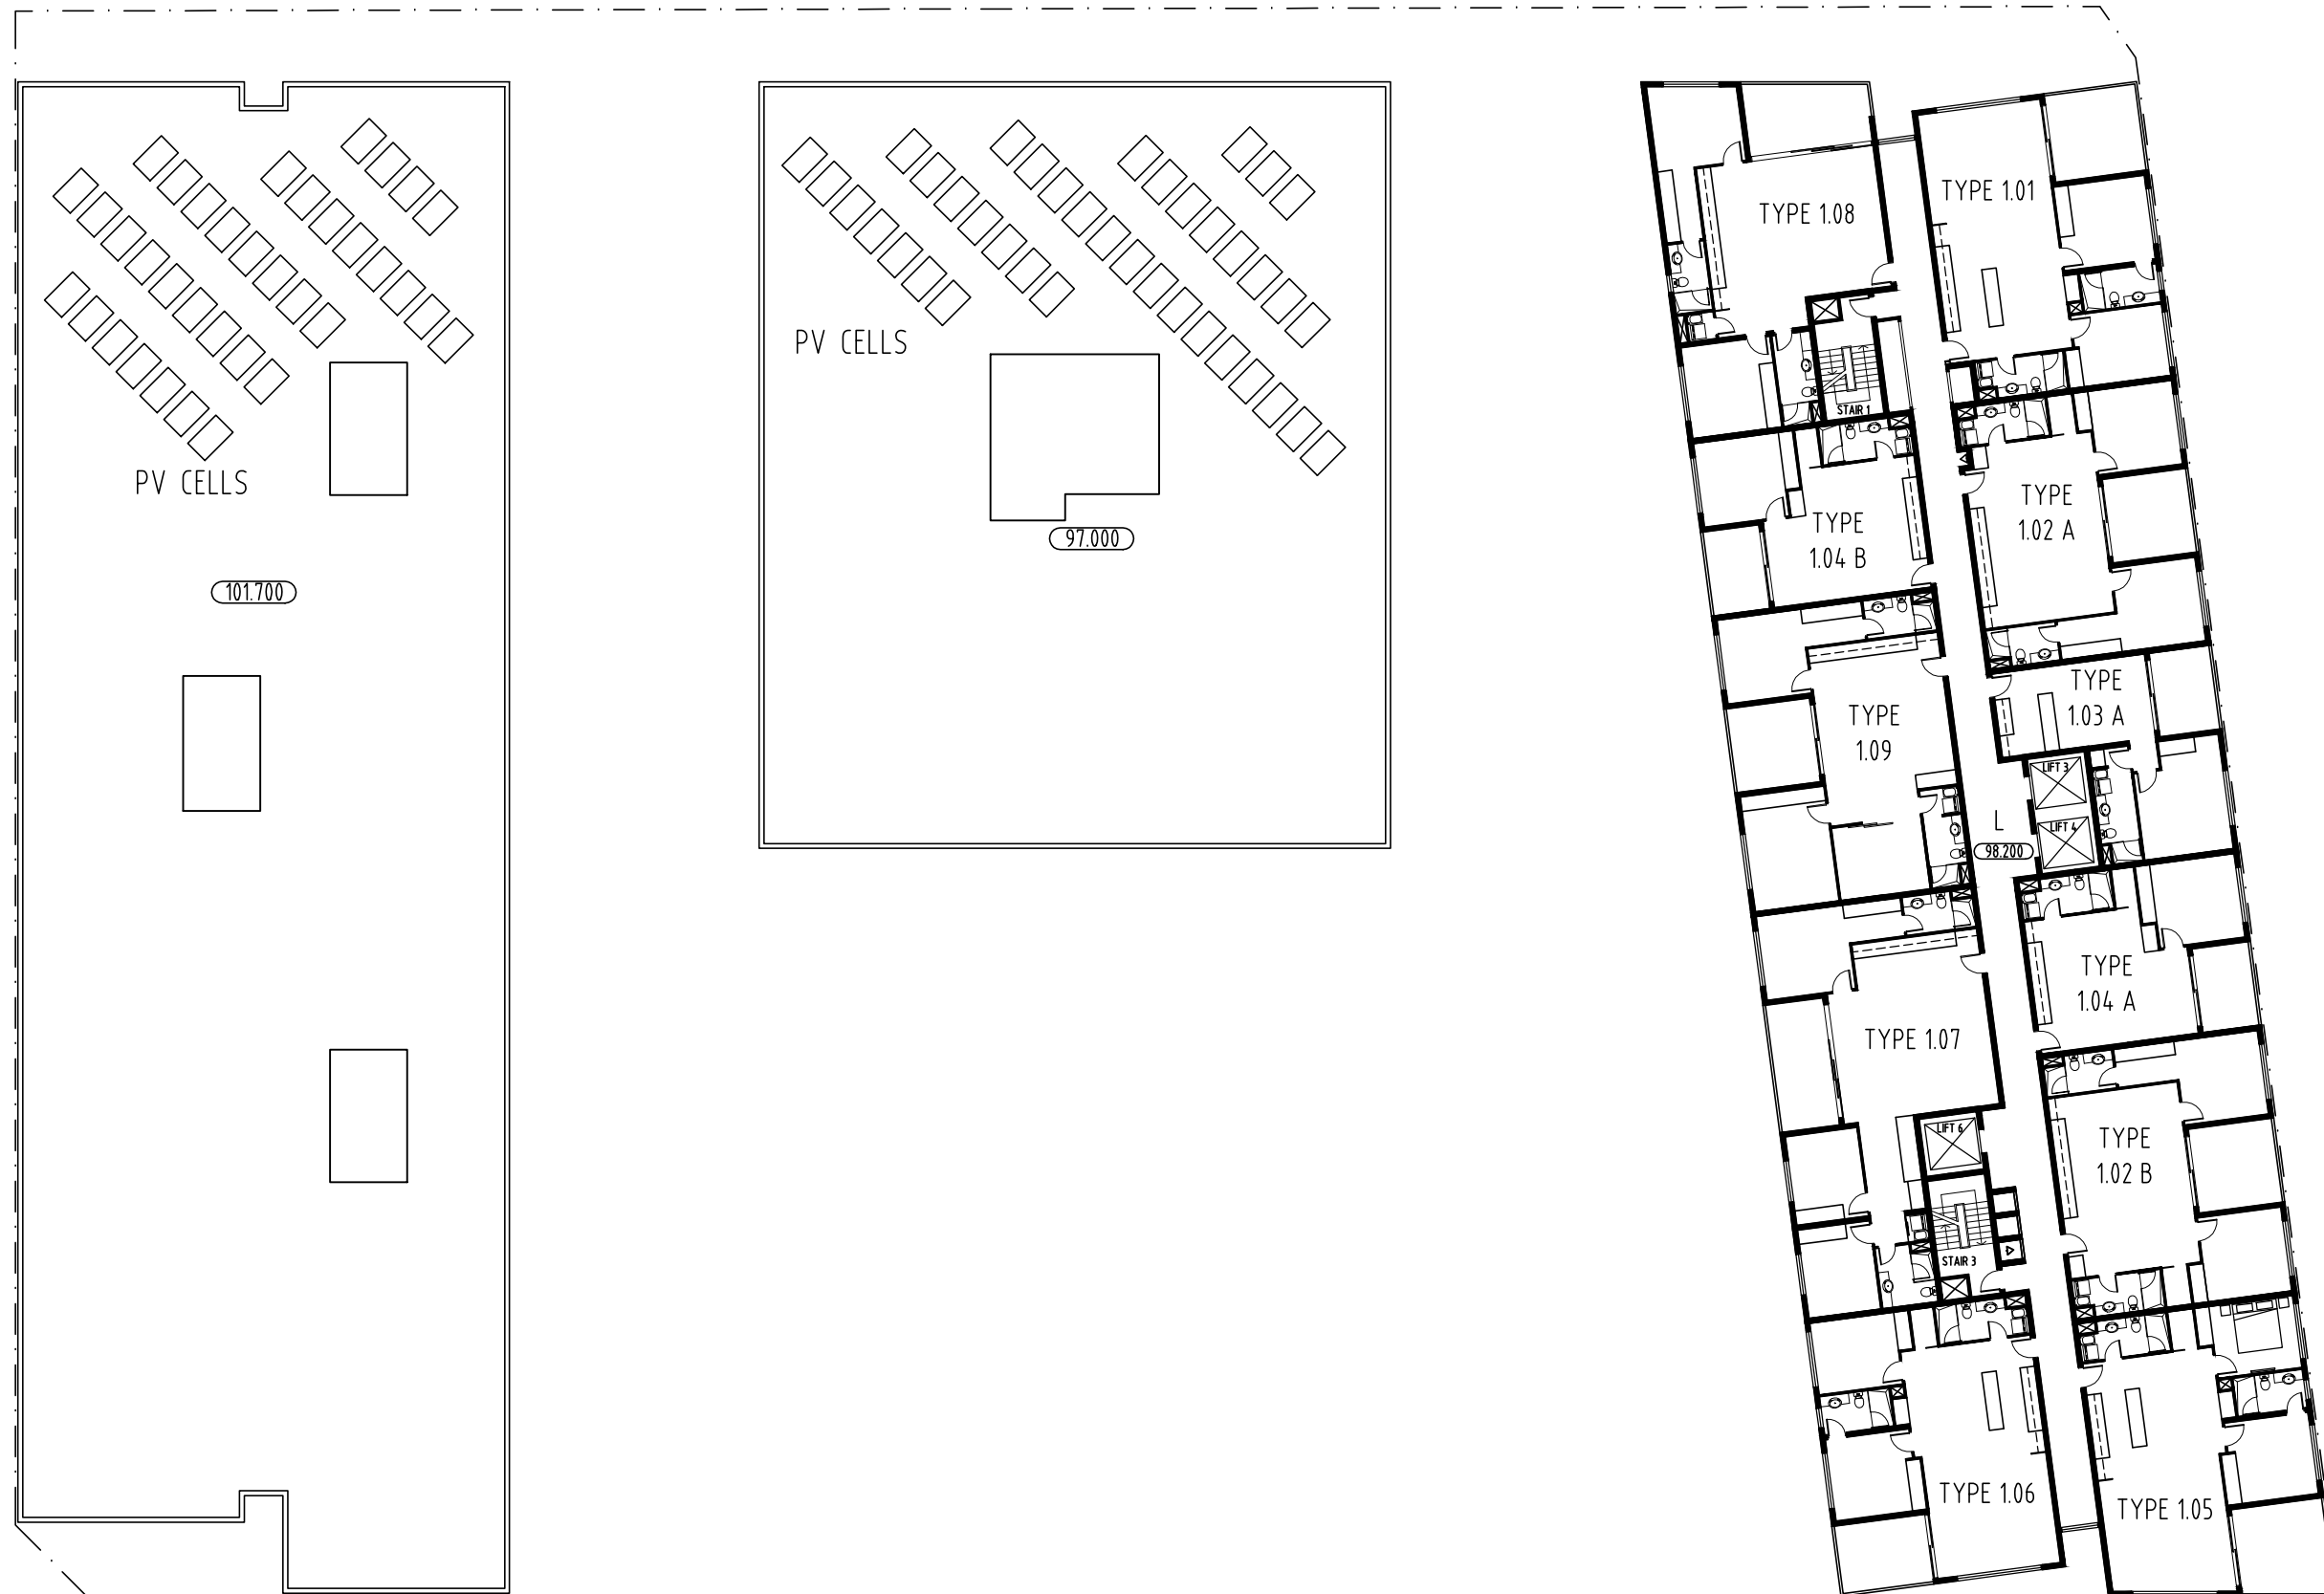 PV CELLS
101.700
PV CELLS
97.000
TYPE 1.08
TYPE 1.01
STAIR 1
TYPE
1.04 B
TYPE
1.02 A
TYPE
1.09
TYPE
1.03 A
LIFT 3
LIFT 4
L
98.200
TYPE 1.07
TYPE
1.04 A
LIFT 6
STAIR 3
TYPE
1.02 B
TYPE 1.06
TYPE 1.05